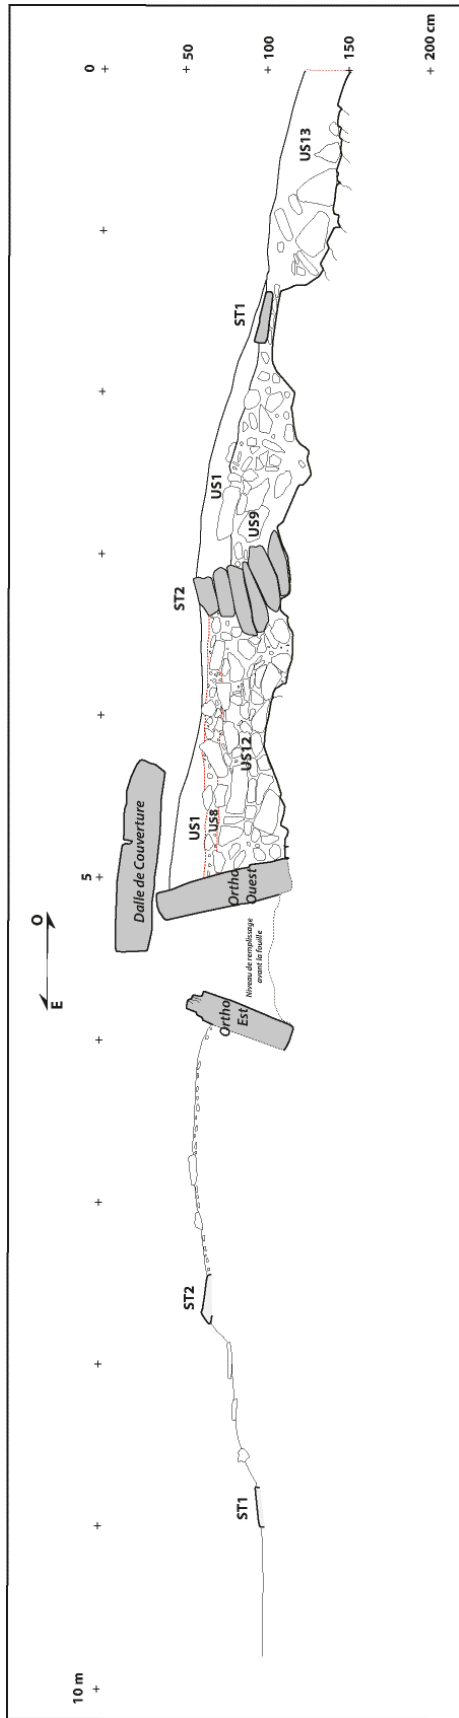 0
50
100
150
200 cm
US13
ST1
US1
US9
ST2
US12
US1
US8
Dalle de Couverture
5
Ortho
Ouest
O
E
Niveau de remplissage
avant la fouille
Ortho
Est
ST2
ST1
10 m